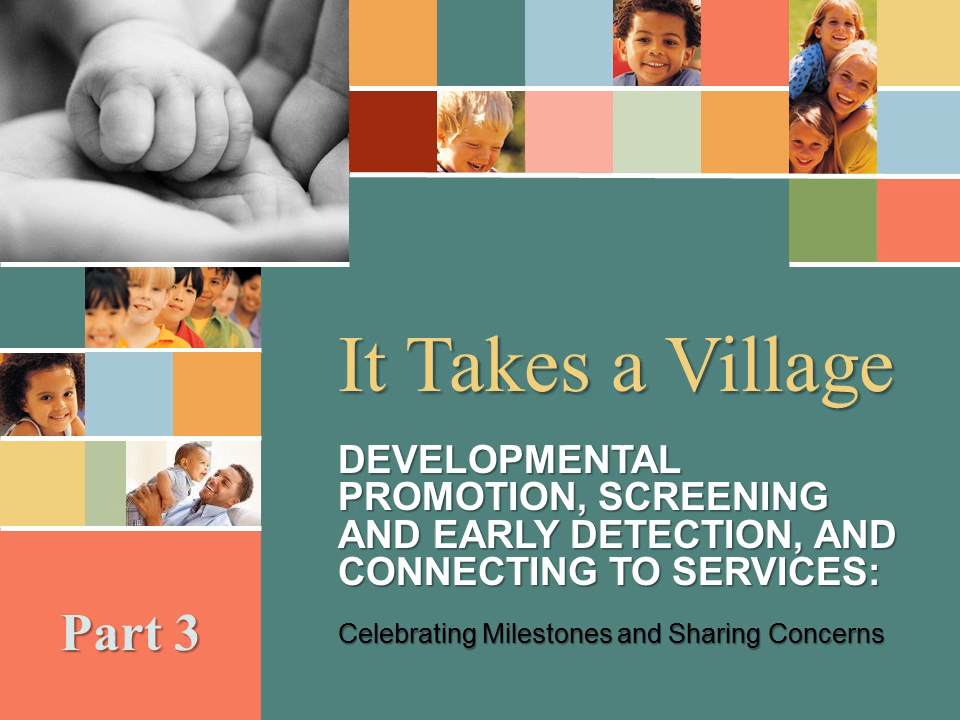 It Takes a Village
DEVELOPMENTAL
PROMOTION, SCREENING
AND EARLY DETECTION, AND
CONNECTING TO SERVICES:
Part 3
Celebrating Milestones and Sharing Concerns